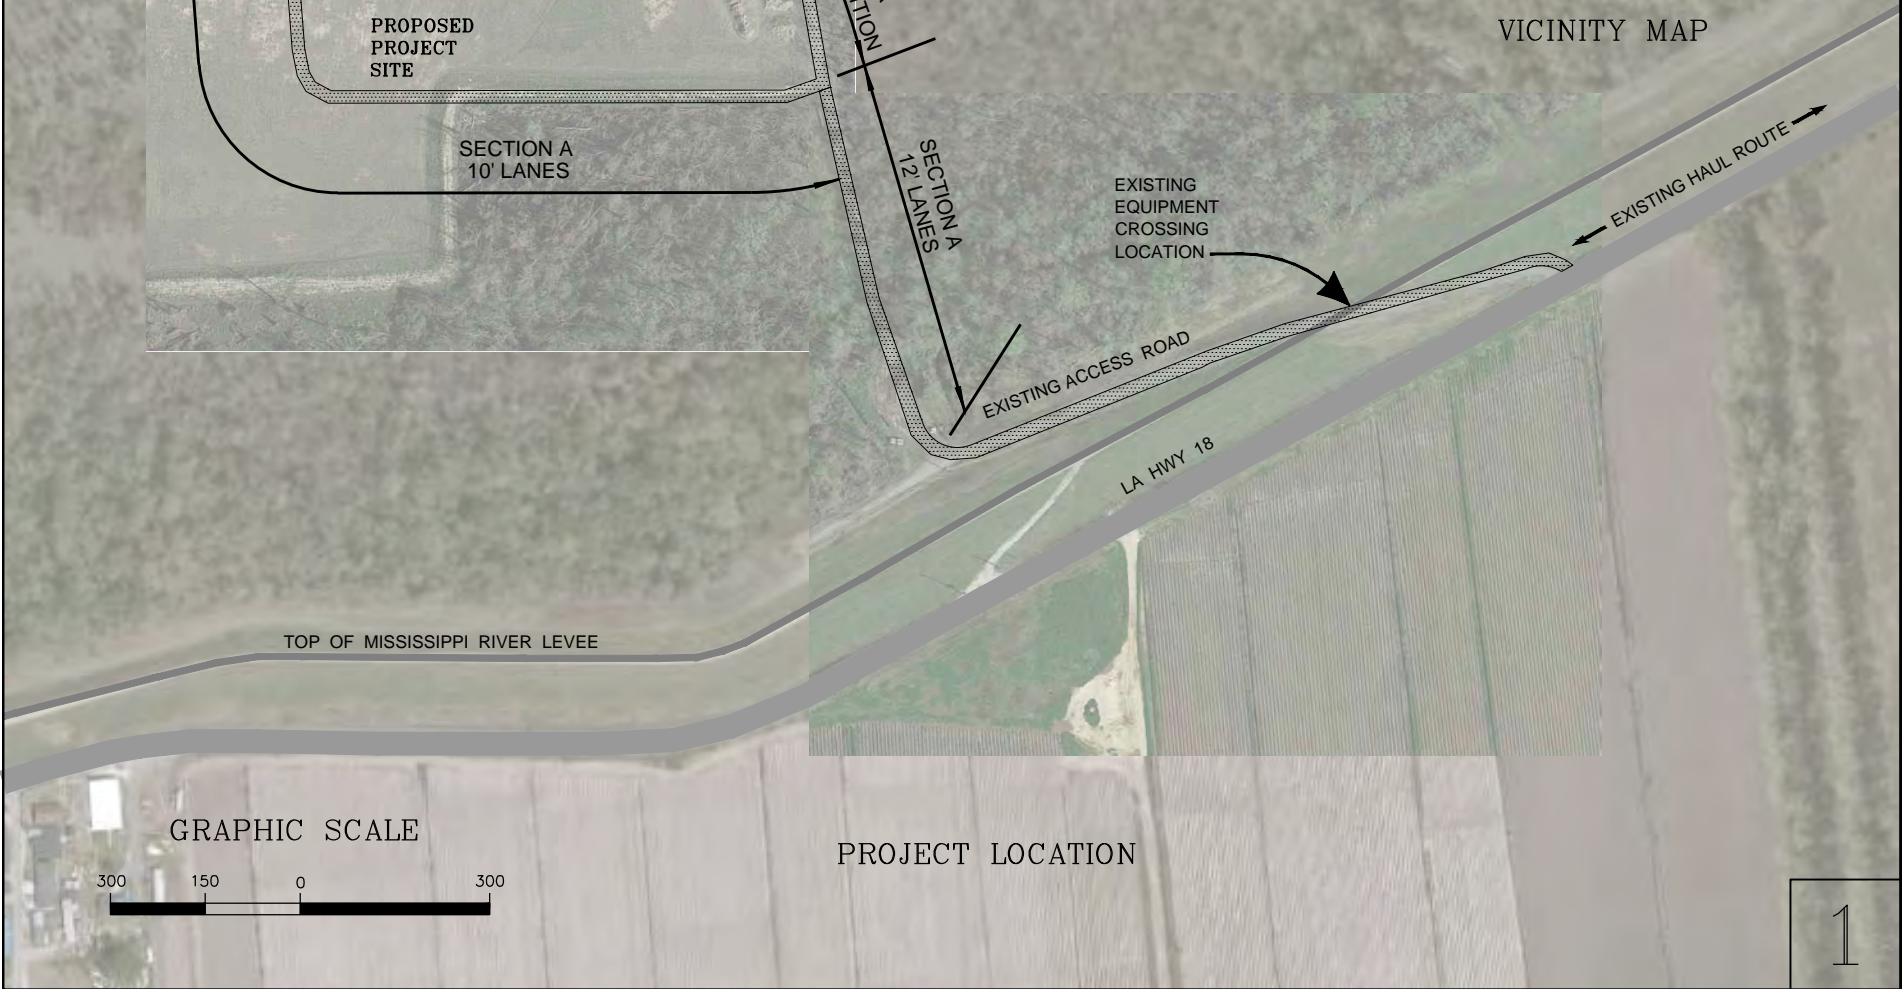 PROPOSED
PROJECT
SITE
VICINITY MAP
SECTION A
10' LANES
SECTION A
12' LANES
EXISTING
EQUIPMENT
CROSSING
LOCATION
EXISTING HAUL ROUTE
EXISTING ACCESS ROAD
LA HWY 18
TOP OF MISSISSIPPI RIVER LEVEE
GRAPHIC SCALE
300 150 0 300
PROJECT LOCATION
1